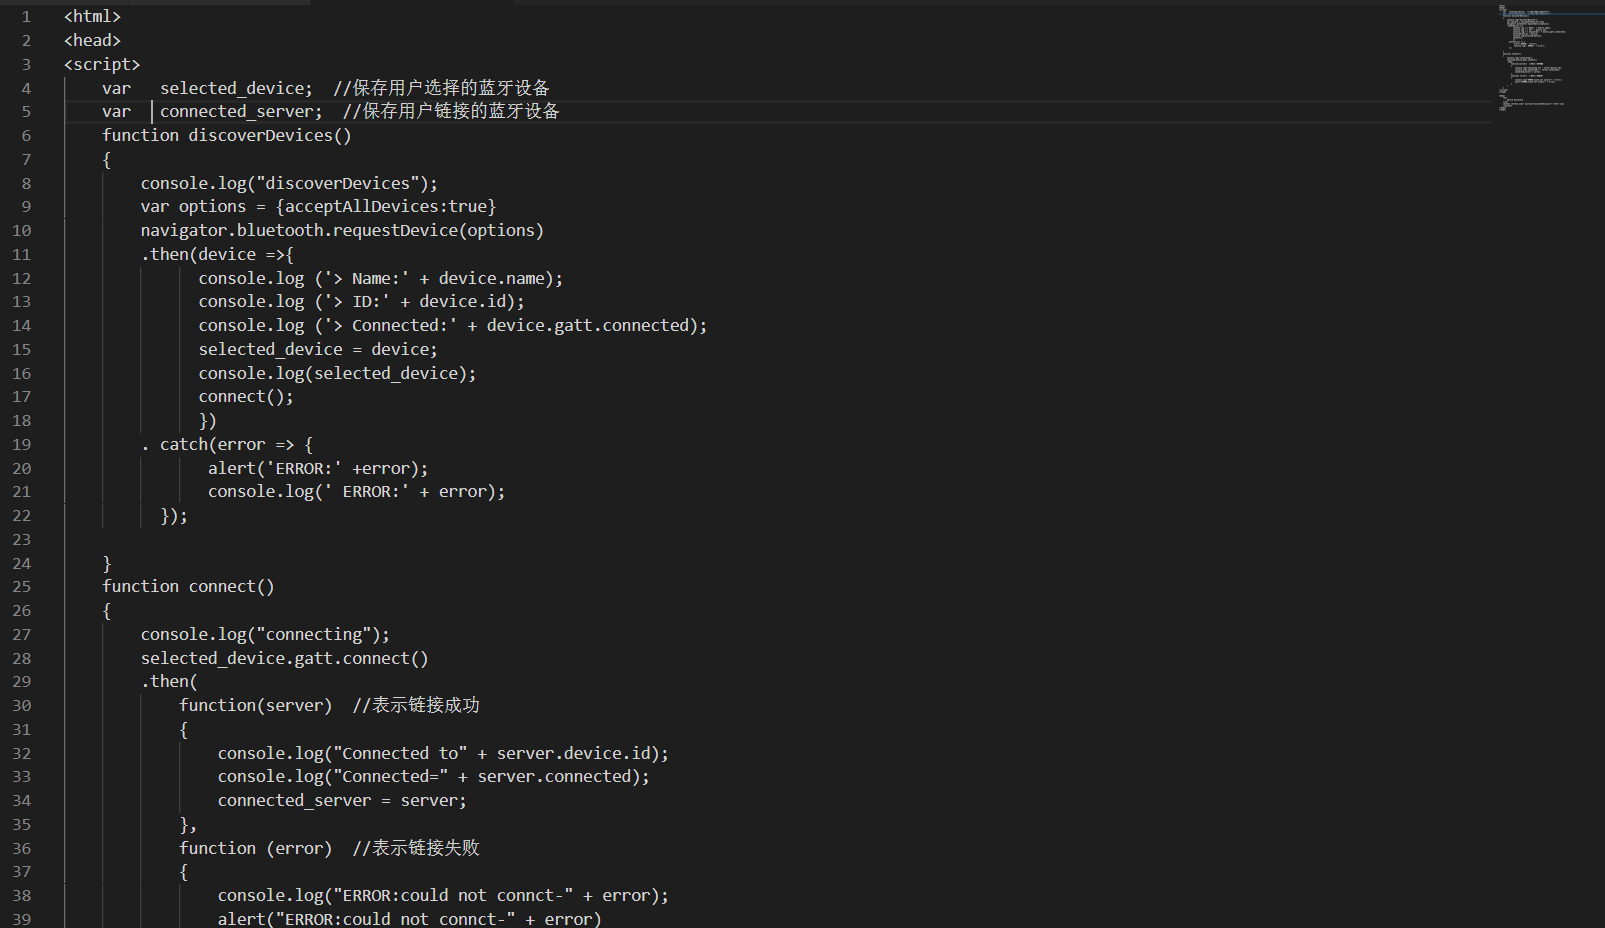 1 <html>
2 <head>
3 <script>
4 var selected_device; //保存用户选择的蓝牙设备
5 var connected_server; //保存用户链接的蓝牙设备
6 function discoverDevices()
7 {
8 console.log("discoverDevices");
9 var options = {acceptAllDevices:true}
10 navigator.bluetooth.requestDevice(options)
11 .then(device =>{
12 console.log ('> Name:' + device.name);
13 console.log ('> ID:' + device.id);
14 console.log ('> Connected:' + device.gatt.connected);
15 selected_device = device;
16 console.log(selected_device);
17 connect();
18 })
19 . catch(error => {
20 alert('ERROR:' +error);
21 console.log(' ERROR:' + error);
22 });
23
24 }
25 function connect()
26 {
27 console.log("connecting");
28 selected_device.gatt.connect()
29 .then(
30 function(server) //表示链接成功
31 {
32 console.log("Connected to" + server.device.id);
33 console.log("Connected=" + server.connected);
34 connected_server = server;
35 },
36 function (error) //表示链接失败
37 {
38 console.log("ERROR:could not connct-" + error);
39 alert("ERROR:could not connct-" + error)